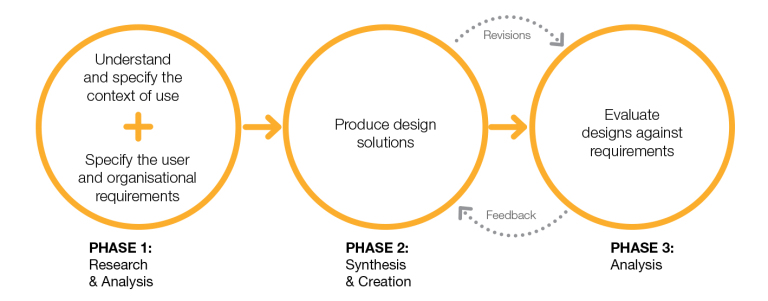 Understand
and specify the
context of use
+
Specify the user
and organisational
requirements
Produce design
solutions
Revisions
Evaluate
designs against
requirements
Feedback
PHASE 1:
Research
& Analysis
PHASE 2:
Synthesis
& Creation
PHASE 3:
Analysis